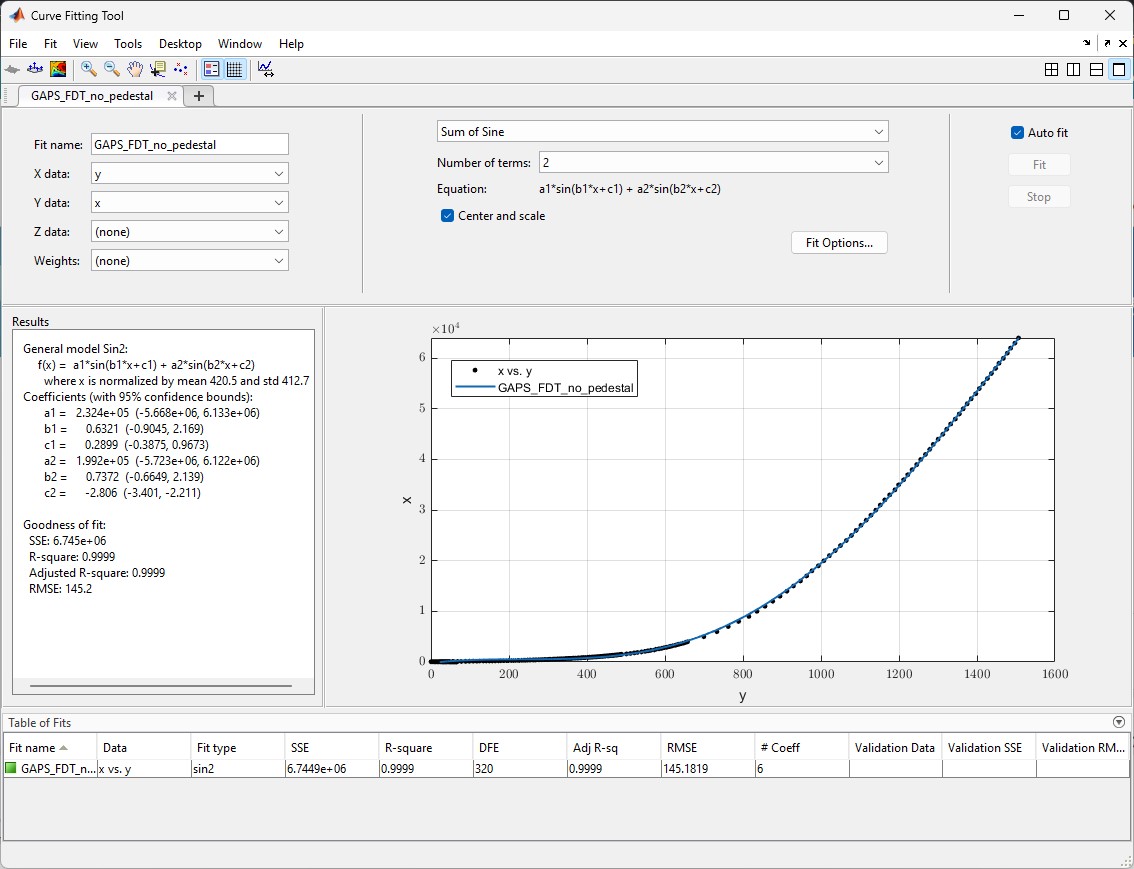 Curve Fitting Tool
File Fit View Tools Desktop Window Help
GAPS_FDT_no_pedestal
Fit name: GAPS_FDT_no_pedestal
X data: y
Y data: x
Z data: (none)
Weights: (none)
Sum of Sine
Number of terms: 2
Equation: a1*sin(b1*x+c1) + a2*sin(b2*x+c2)
Center and scale
Fit Options...
Auto fit
Fit
Stop
Results
General model Sin2:
f(x) = a1*sin(b1*x+c1) + a2*sin(b2*x+c2)
where x is normalized by mean 420.5 and std 412.7
Coefficients (with 95% confidence bounds):
a1 = 2.324e+05 (-5.668e+06, 6.133e+06)
b1 = 0.6321 (-0.9045, 2.169)
c1 = 0.2899 (-0.3875, 0.9673)
a2 = 1.992e+05 (-5.723e+06, 6.122e+06)
b2 = 0.7372 (-0.6649, 2.139)
c2 = -2.806 (-3.401, -2.211)
Goodness of fit:
SSE: 6.745e+06
R-square: 0.9999
Adjusted R-square: 0.9999
RMSE: 145.2
×10⁴
6
5
4
3
2
1
0
x
x vs. y
GAPS_FDT_no_pedestal
0 200 400 600 800 1000 1200 1400 1600
y
Table of Fits
Fit name Data Fit type SSE R-square DFE Adj R-sq RMSE # Coeff Validation Data Validation SSE Validation RM...
GAPS_FDT_n... x vs. y sin2 6.7449e+06 0.9999 320 0.9999 145.1819 6